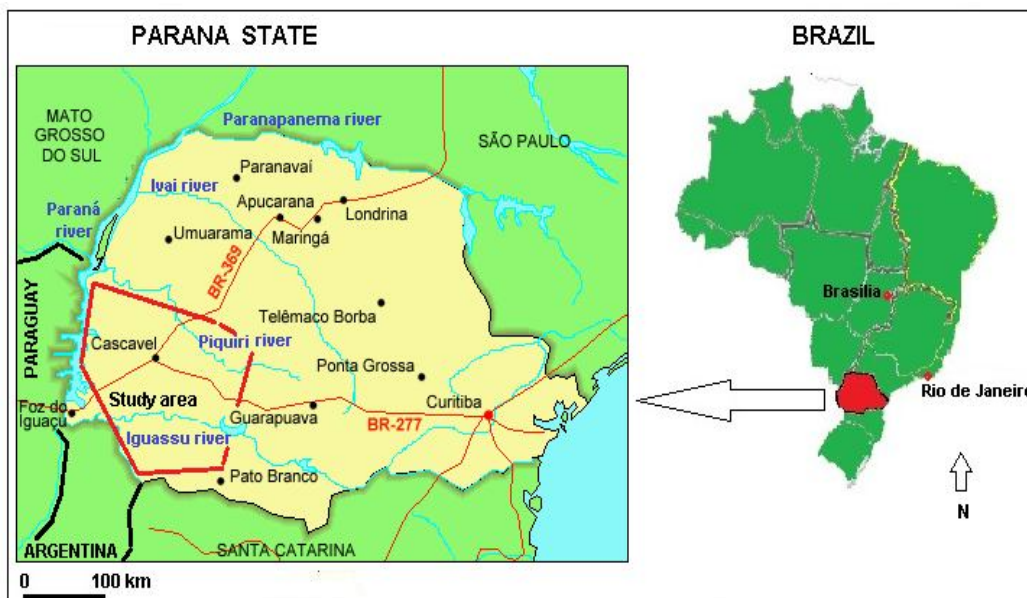 PARANA STATE
BRAZIL
MATO
GROSSO
DO SUL
Paranapanema river
SÃO PAULO
Paranavaí
Ivai river
Apucarana
Londrina
Paraná
river
Umuarama
Maringá
BR-369
Brasilia
Telêmaco Borba
PARAGUAY
Piquiri river
Cascavel
Ponta Grossa
Rio de Janeiro
Study area
Foz do
Iguaçu
Guarapuava
Curitiba
BR-277
Iguassu river
Pato Branco
N
ARGENTINA
SANTA CATARINA
0 100 km